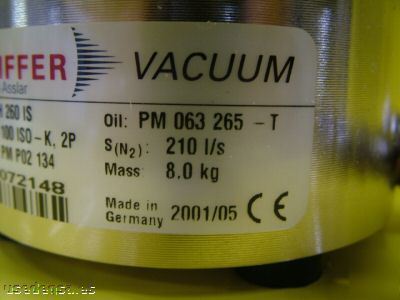 IFFER VACUUM
Asslar
H 260 IS
100 ISO-K, 2P
PM P02 134
072148
Oil: PM 063 265 -T
S(N₂): 210 l/s
Mass: 8,0 kg
Made in Germany 2001/05 CE
usedenst.es